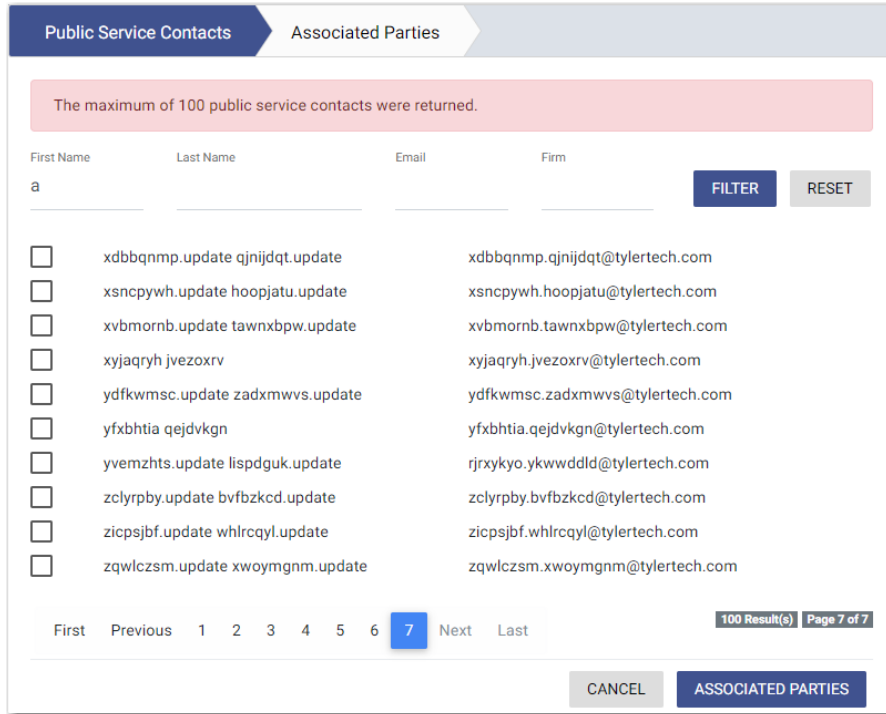 Public Service Contacts Associated Parties
The maximum of 100 public service contacts were returned.
First Name Last Name Email Firm
a FILTER RESET
xdbbqnmp.update qjnijdqt.update xdbbqnmp.qjnijdqt@tylertech.com
xsncpywh.update hoopjatu.update xsncpywh.hoopjatu@tylertech.com
xvbmornb.update tawnxbpw.update xvbmornb.tawnxbpw@tylertech.com
xyjaqryh jvezoxrv xyjaqryh.jvezoxrv@tylertech.com
ydfkwmsc.update zadxmwvs.update ydfkwmsc.zadxmwvs@tylertech.com
yfxbhtia qejdvkgn yfxbhtia.qejdvkgn@tylertech.com
yvemzhts.update lispdguk.update rjrxykyo.ykwwddld@tylertech.com
zclyrpby.update bvfbzkcd.update zclyrpby.bvfbzkcd@tylertech.com
zicpsjbf.update whlrcqyl.update zicpsjbf.whlrcqyl@tylertech.com
zqwlczsm.update xwoymgnm.update zqwlczsm.xwoymgnm@tylertech.com
First Previous 1 2 3 4 5 6 7 Next Last 100 Result(s) Page 7 of 7
CANCEL ASSOCIATED PARTIES